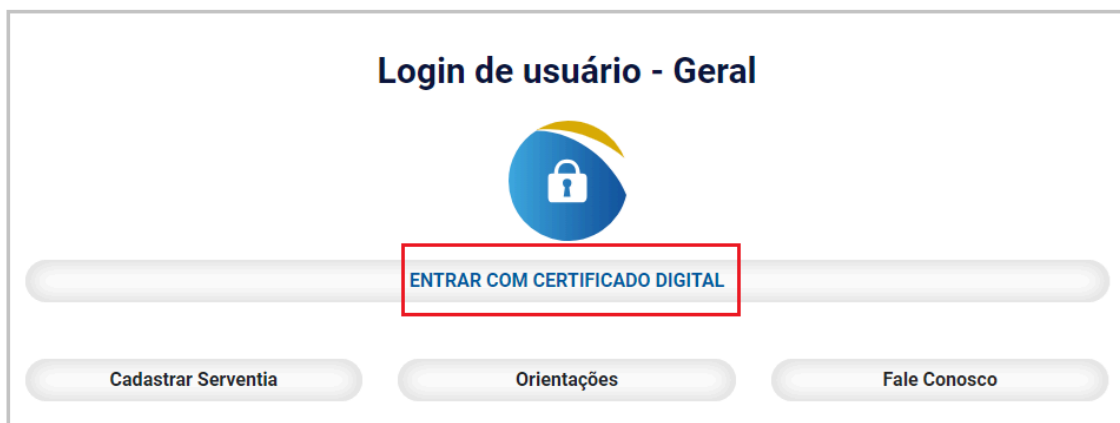 Login de usuário - Geral
ENTRAR COM CERTIFICADO DIGITAL
Cadastrar Serventia
Orientações
Fale Conosco